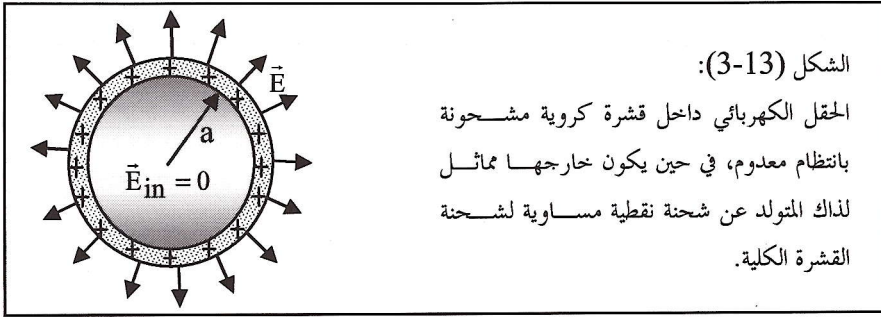 الشكل (3-13):
الحقل الكهربائي داخل قشرة كروية مشحونة
بانتظام معدوم، في حين يكون خارجها مماثل
لذاك المتولد عن شحنة نقطية مساوية لشحنة
القشرة الكلية.
E⃗
a
E⃗in = 0